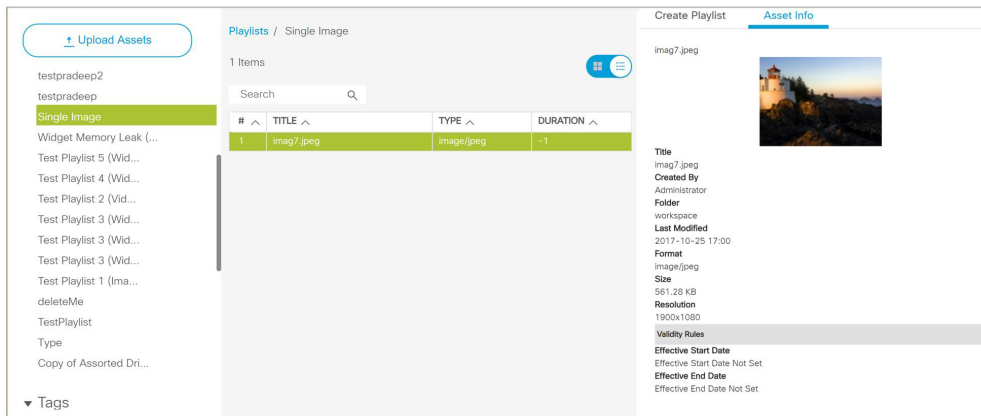 Upload Assets
testpradeep2
testpradeep
Single Image
Widget Memory Leak (...
Test Playlist 5 (Wid...
Test Playlist 4 (Wid...
Test Playlist 2 (Vid...
Test Playlist 3 (Wid...
Test Playlist 3 (Wid...
Test Playlist 3 (Wid...
Test Playlist 1 (Ima...
deleteMe
TestPlaylist
Type
Copy of Assorted Dri...
Tags
Playlists / Single Image
1 Items
Search
# TITLE TYPE DURATION
1 imag7.jpeg image/jpeg -1
Create Playlist Asset Info
imag7.jpeg
Title
imag7.jpeg
Created By
Administrator
Folder
workspace
Last Modified
2017-10-25 17:00
Format
image/jpeg
Size
561.28 KB
Resolution
1900x1080
Validity Rules
Effective Start Date
Effective Start Date Not Set
Effective End Date
Effective End Date Not Set